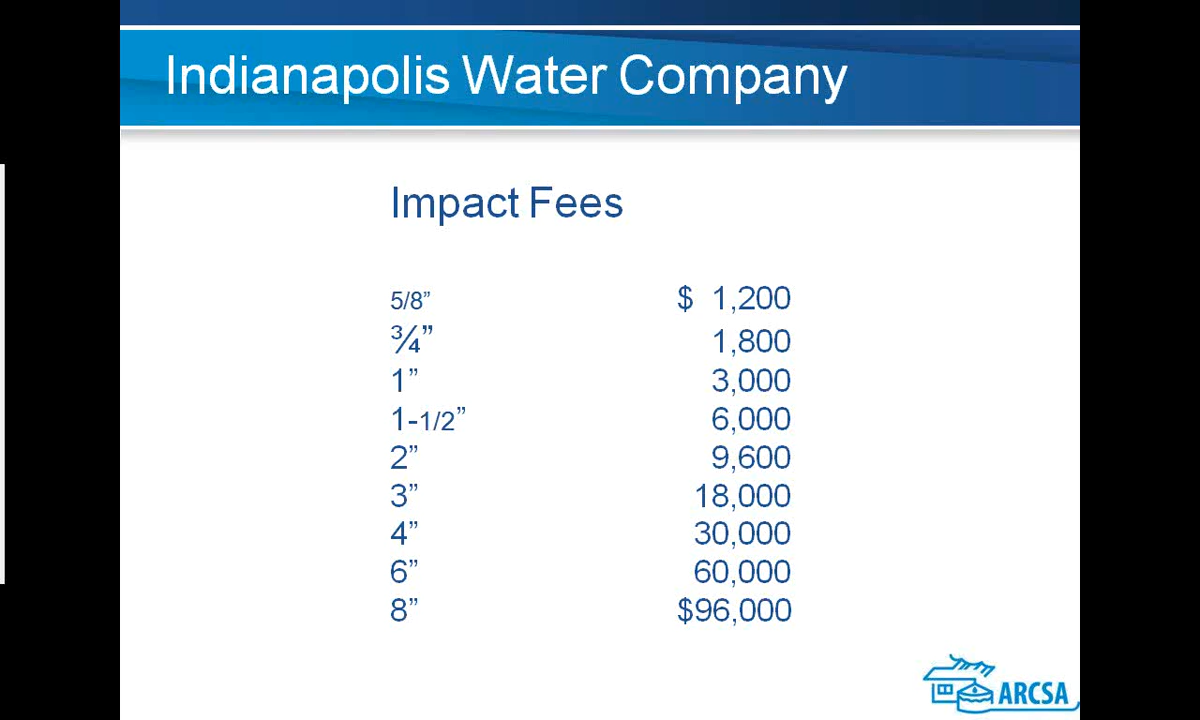 Indianapolis Water Company
Impact Fees
5/8” $ 1,200
¾” 1,800
1” 3,000
1-1/2” 6,000
2” 9,600
3” 18,000
4” 30,000
6” 60,000
8” $96,000
ARCSA